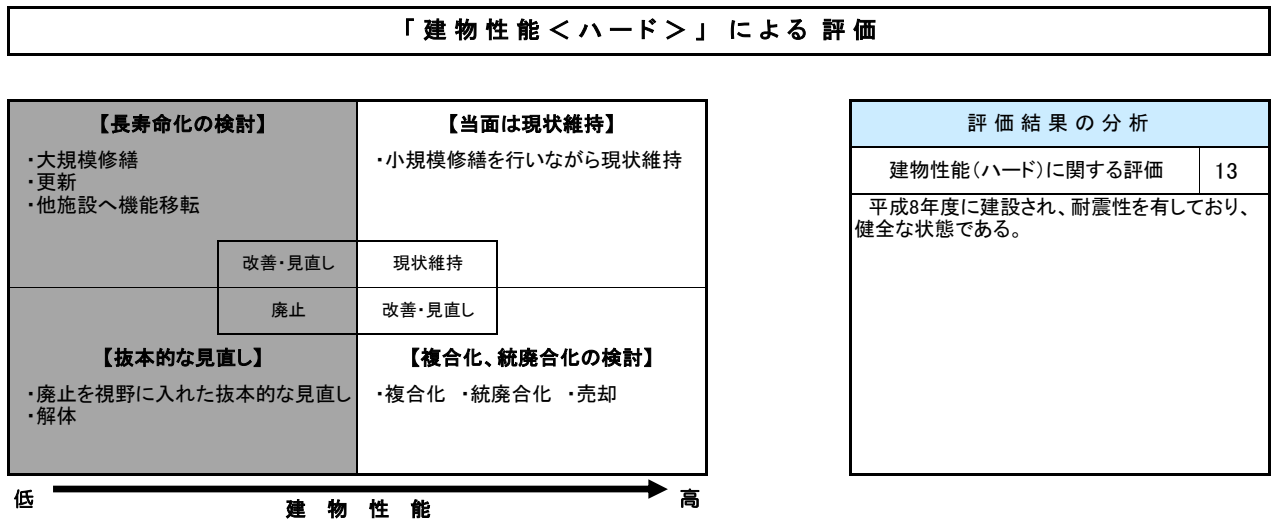 「建物性能＜ハード＞」による評価
【長寿命化の検討】
・大規模修繕
・更新
・他施設へ機能移転
【当面は現状維持】
・小規模修繕を行いながら現状維持
改善・見直し
現状維持
廃止
改善・見直し
【抜本的な見直し】
・廃止を視野に入れた抜本的な見直し
・解体
【複合化、統廃合化の検討】
・複合化　・統廃合化　・売却
低
建物性能
高
評価結果の分析
建物性能（ハード）に関する評価
13
平成8年度に建設され、耐震性を有しており、
健全な状態である。